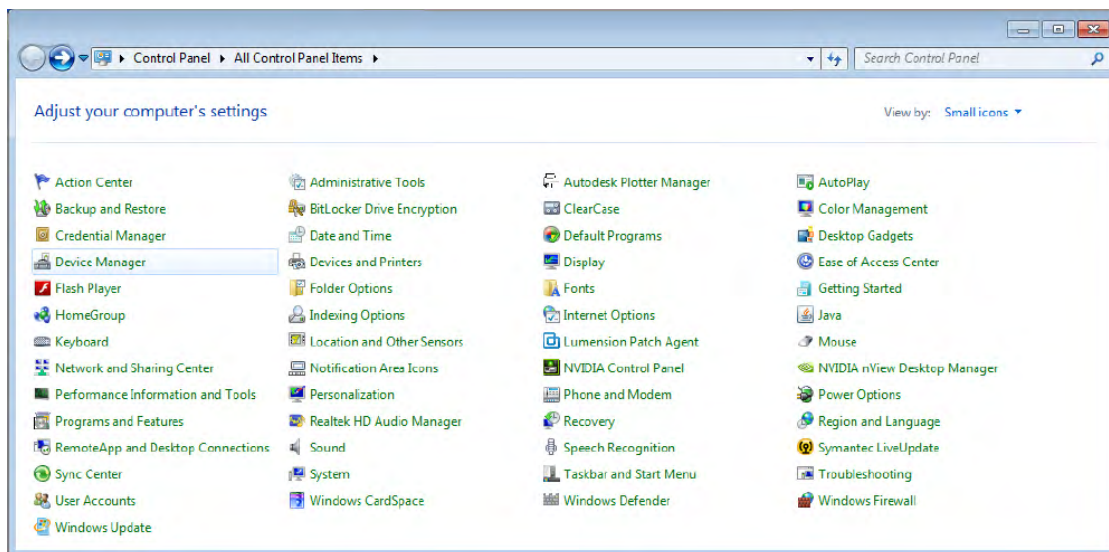 Control Panel ▸ All Control Panel Items ▸ Search Control Panel
Adjust your computer's settings View by: Small icons
Action Center Administrative Tools Autodesk Plotter Manager AutoPlay
Backup and Restore BitLocker Drive Encryption ClearCase Color Management
Credential Manager Date and Time Default Programs Desktop Gadgets
Device Manager Devices and Printers Display Ease of Access Center
Flash Player Folder Options Fonts Getting Started
HomeGroup Indexing Options Internet Options Java
Keyboard Location and Other Sensors Lumension Patch Agent Mouse
Network and Sharing Center Notification Area Icons NVIDIA Control Panel NVIDIA nView Desktop Manager
Performance Information and Tools Personalization Phone and Modem Power Options
Programs and Features Realtek HD Audio Manager Recovery Region and Language
RemoteApp and Desktop Connections Sound Speech Recognition Symantec LiveUpdate
Sync Center System Taskbar and Start Menu Troubleshooting
User Accounts Windows CardSpace Windows Defender Windows Firewall
Windows Update